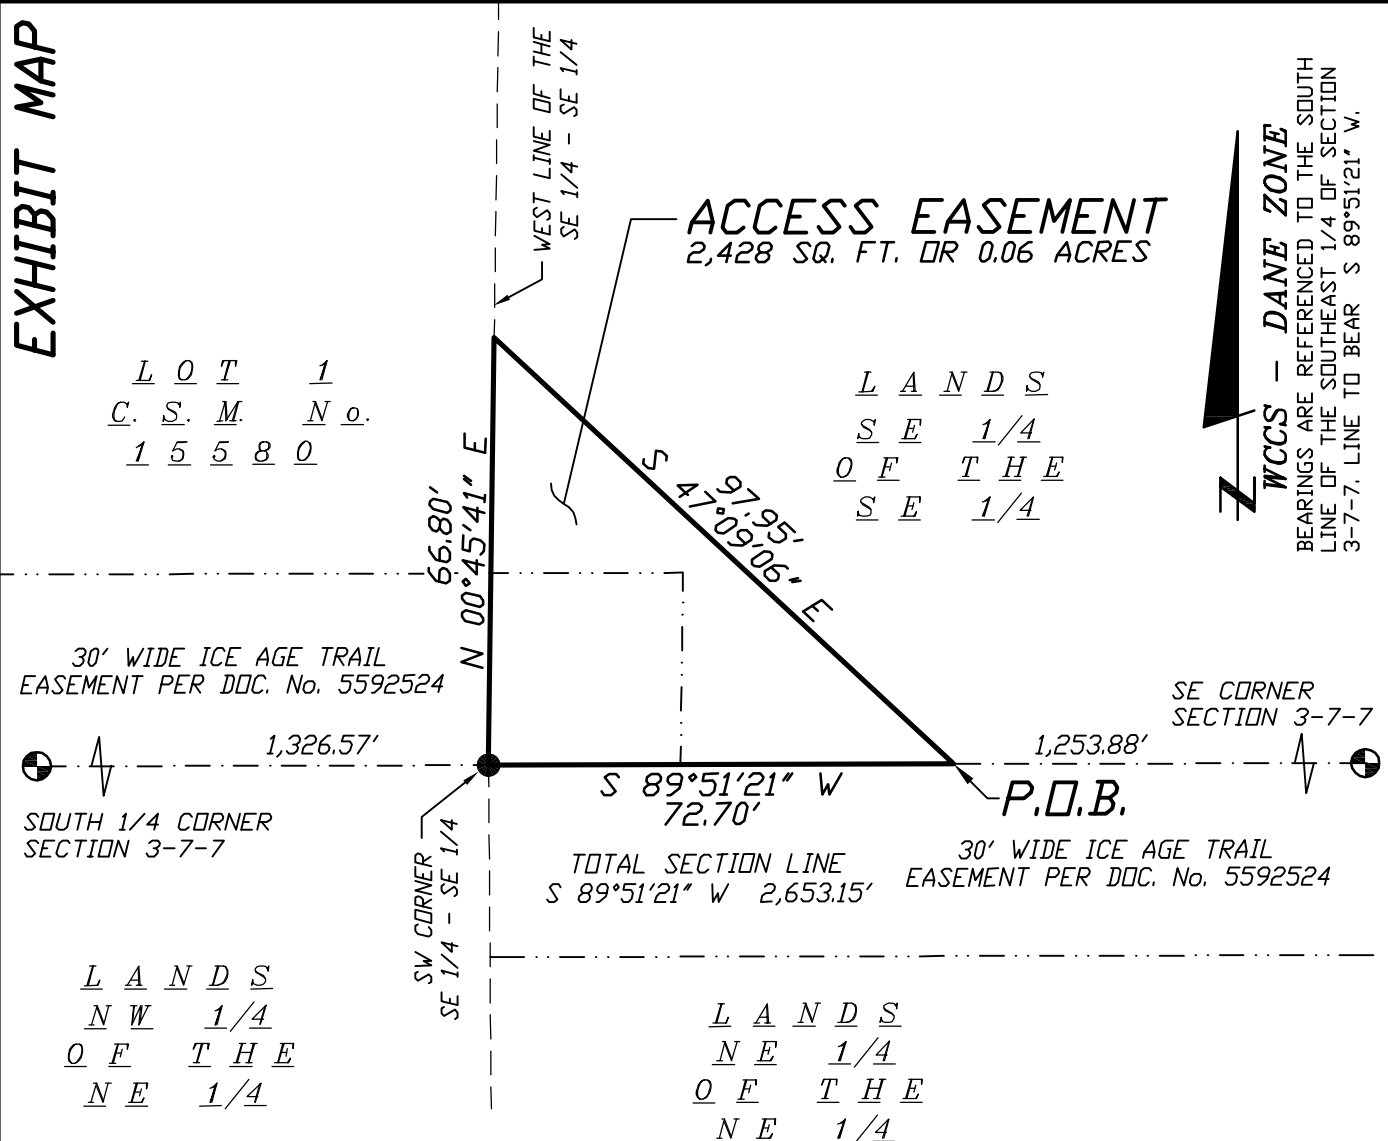 EXHIBIT MAP
WEST LINE OF THE
SE 1/4 - SE 1/4
ACCESS EASEMENT
2,428 SQ. FT. OR 0.06 ACRES
WCCS - DANE ZONE
BEARINGS ARE REFERENCED TO THE SOUTH
LINE OF THE SOUTHEAST 1/4 OF SECTION
3-7-7. LINE TO BEAR S 89°51'21" W.
N
LOT 1
C.S.M. No.
15580
LANDS
SE 1/4
OF THE
SE 1/4
66.80'
N 00°45'41" E
97.95'
S 47°09'06" E
30' WIDE ICE AGE TRAIL
EASEMENT PER DOC. No. 5592524
SE CORNER
SECTION 3-7-7
1,326.57'
1,253.88'
S 89°51'21" W
72.70'
P.O.B.
SOUTH 1/4 CORNER
SECTION 3-7-7
SW CORNER
SE 1/4 - SE 1/4
TOTAL SECTION LINE
S 89°51'21" W 2,653.15'
30' WIDE ICE AGE TRAIL
EASEMENT PER DOC. No. 5592524
LANDS
NW 1/4
OF THE
NE 1/4
LANDS
NE 1/4
OF THE
NE 1/4